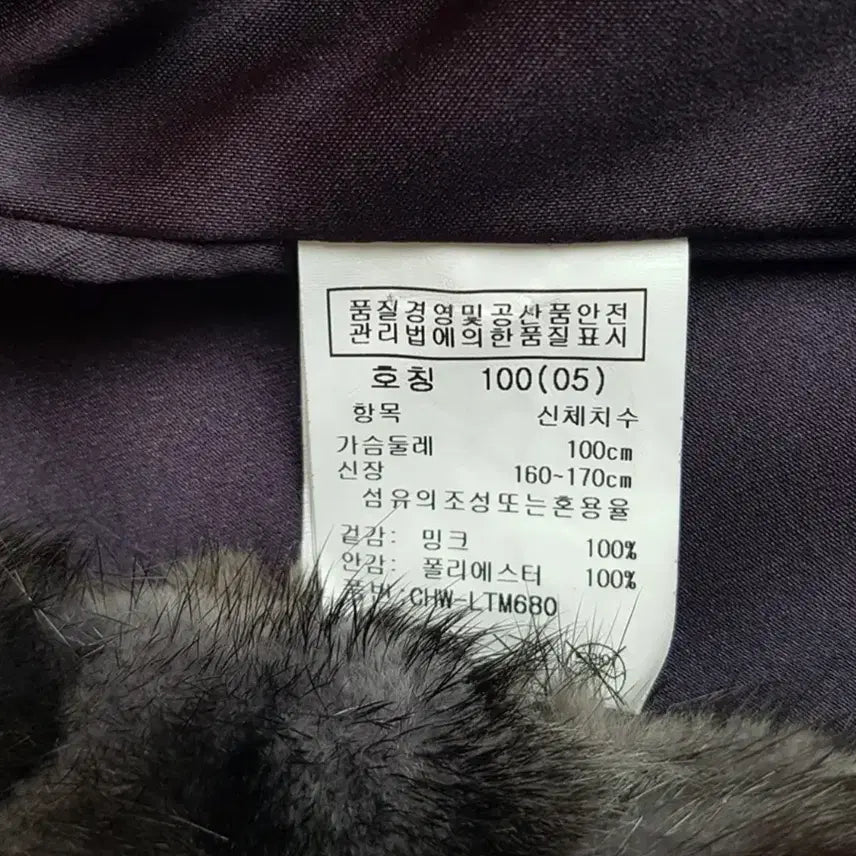 품질경영및공산품안전
관리법에의한품질표시
호칭 100(05)
항목 신체치수
가슴둘레 100cm
신장 160~170cm
섬유의조성또는혼용율
겉감: 밍크 100%
안감: 폴리에스터 100%
품번:CHW-LTM680